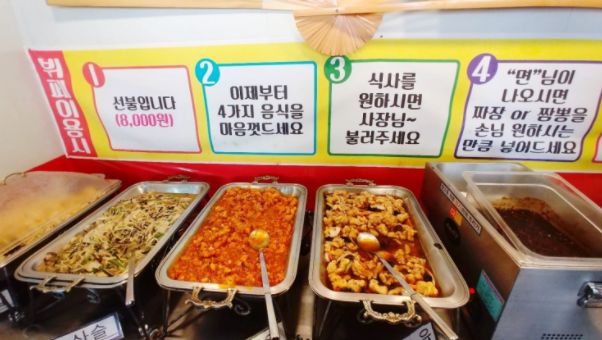 뷔페이용시
1
선불입니다
(8,000원)
2
이제부터
4가지 음식을
마음껏드세요
3
식사를
원하시면
사장님~
불러주세요
4
"면"님이
나오시면
짜장 or 짬뽕을
손님 원하시는
만큼 넣어드세요